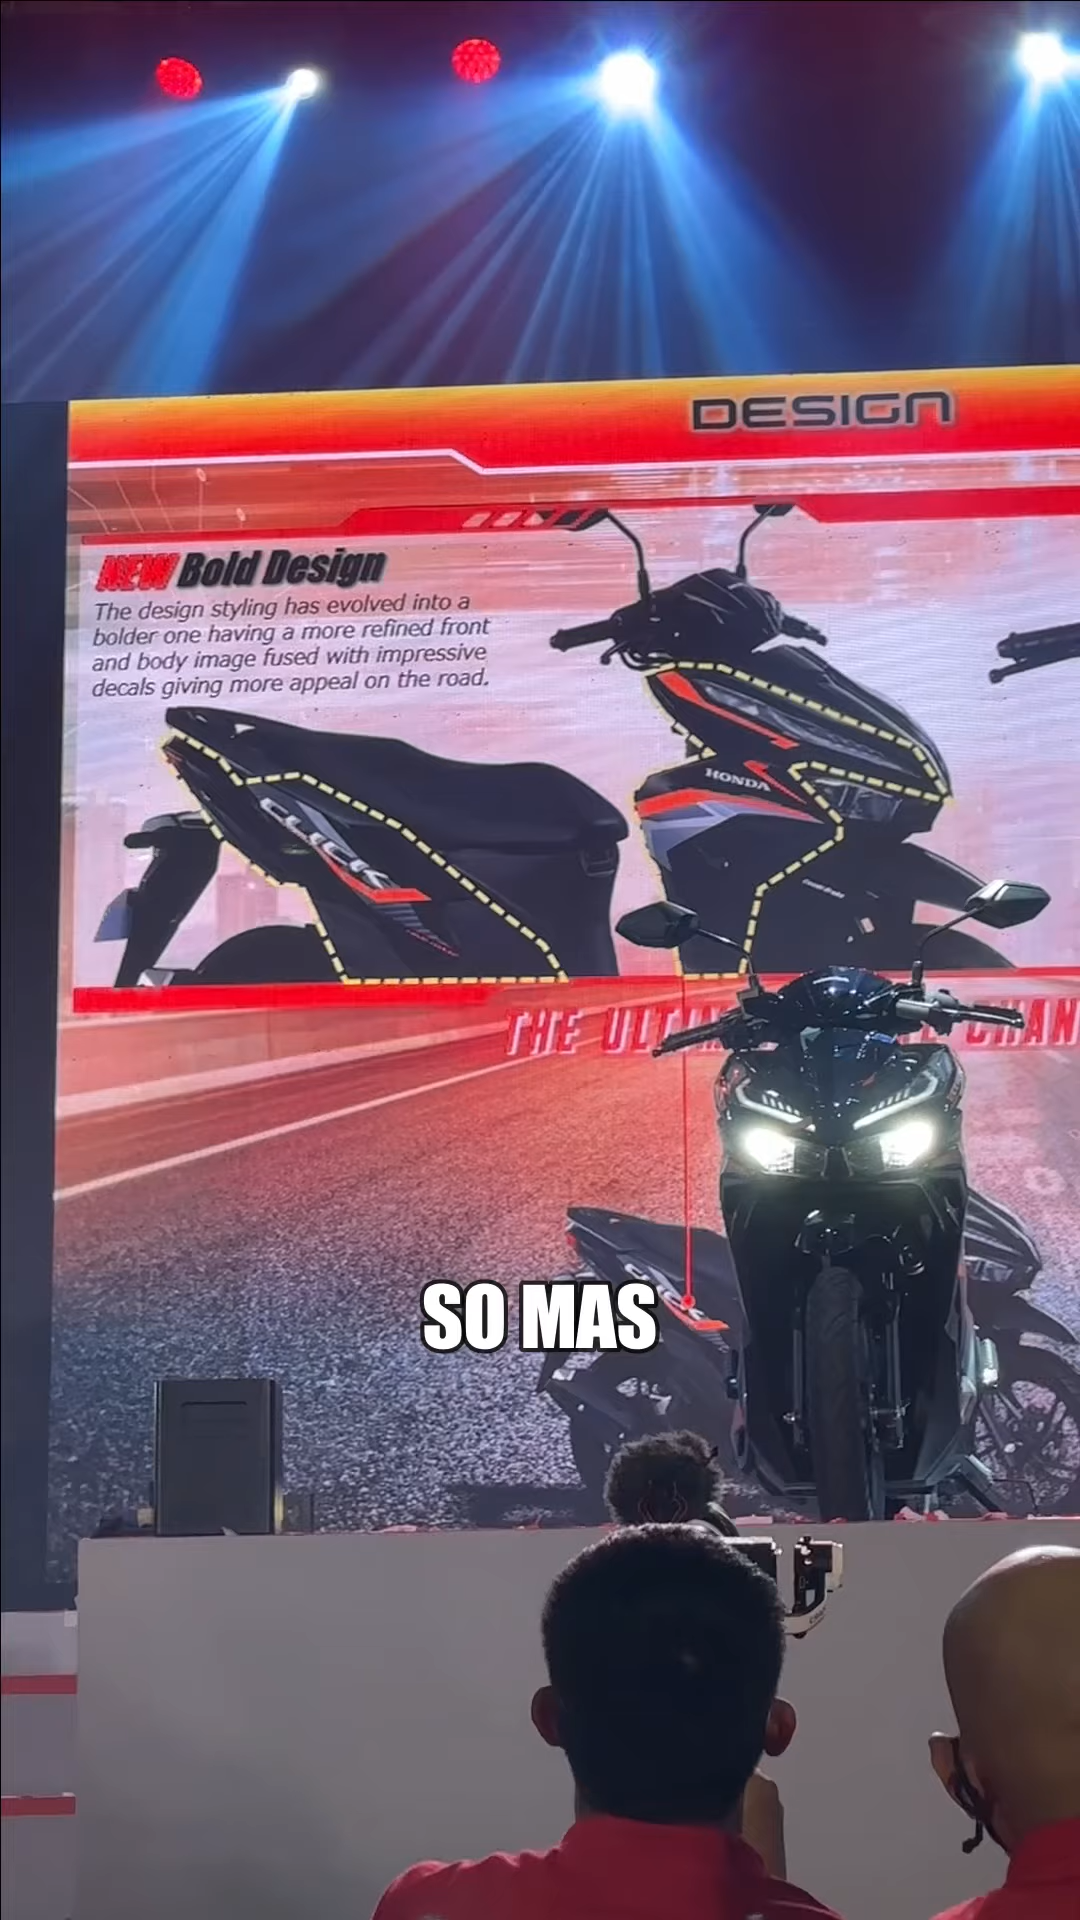 DESIGN
NEW Bold Design
The design styling has evolved into a
bolder one having a more refined front
and body image fused with impressive
decals giving more appeal on the road.
HONDA
CLICK
THE
SO MAS